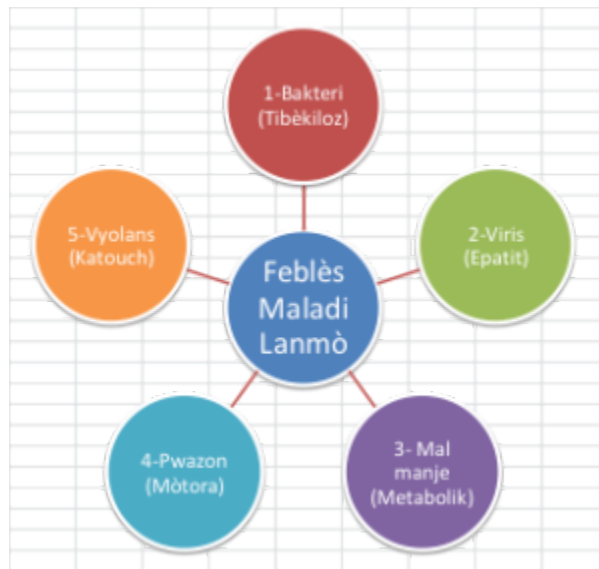 1-Bakteri
(Tibèkiloz)
2-Viris
(Epatit)
3- Mal
manje
(Metabolik)
4-Pwazon
(Mòtora)
5-Vyolans
(Katouch)
Feblès
Maladi
Lanmò